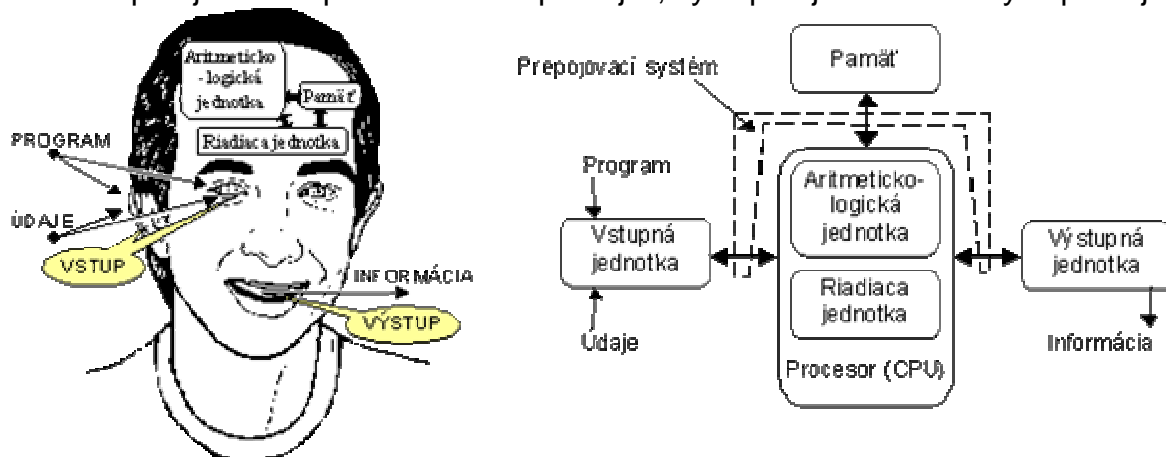 Aritmeticko
- logická
jednotka
Pamäť
Riadiaca jednotka
PROGRAM
ÚDAJE
VSTUP
INFORMÁCIA
VÝSTUP
Prepojovací systém
Pamäť
Program
Vstupná
jednotka
Údaje
Aritmeticko-
logická
jednotka
Riadiaca
jednotka
Procesor (CPU)
Výstupná
jednotka
Informácia